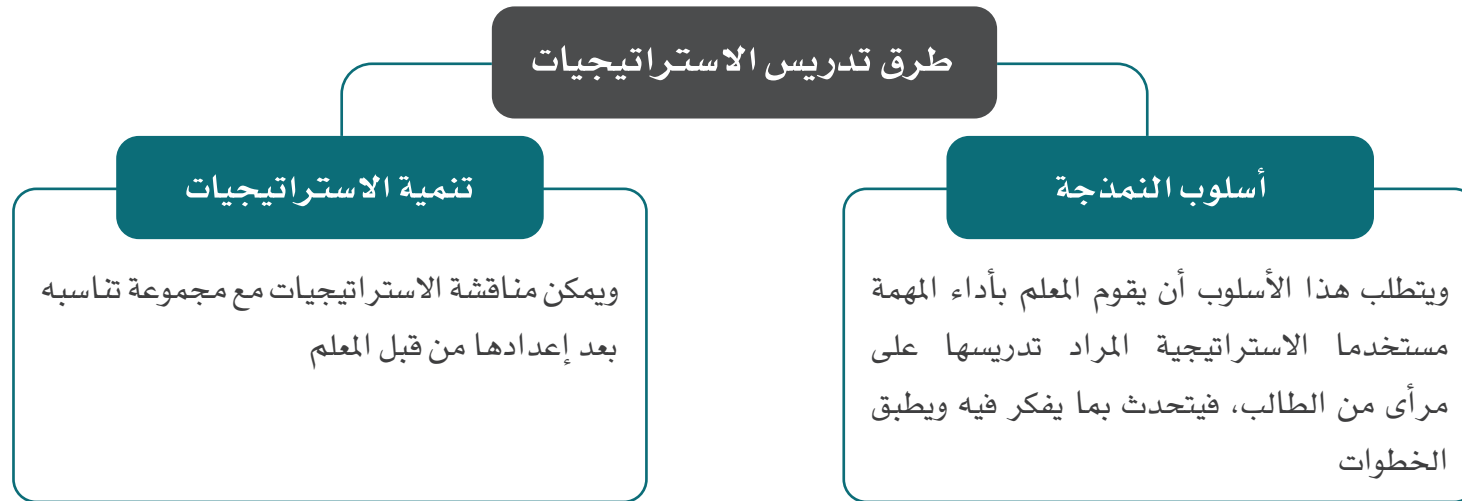 طرق تدريس الاستراتيجيات
أسلوب النمذجة
ويتطلب هذا الأسلوب أن يقوم المعلم بأداء المهمة
مستخدما الاستراتيجية المراد تدريسها على
مرأى من الطالب، فيتحدث بما يفكر فيه ويطبق
الخطوات
تنمية الاستراتيجيات
ويمكن مناقشة الاستراتيجيات مع مجموعة تناسبه
بعد إعدادها من قبل المعلم